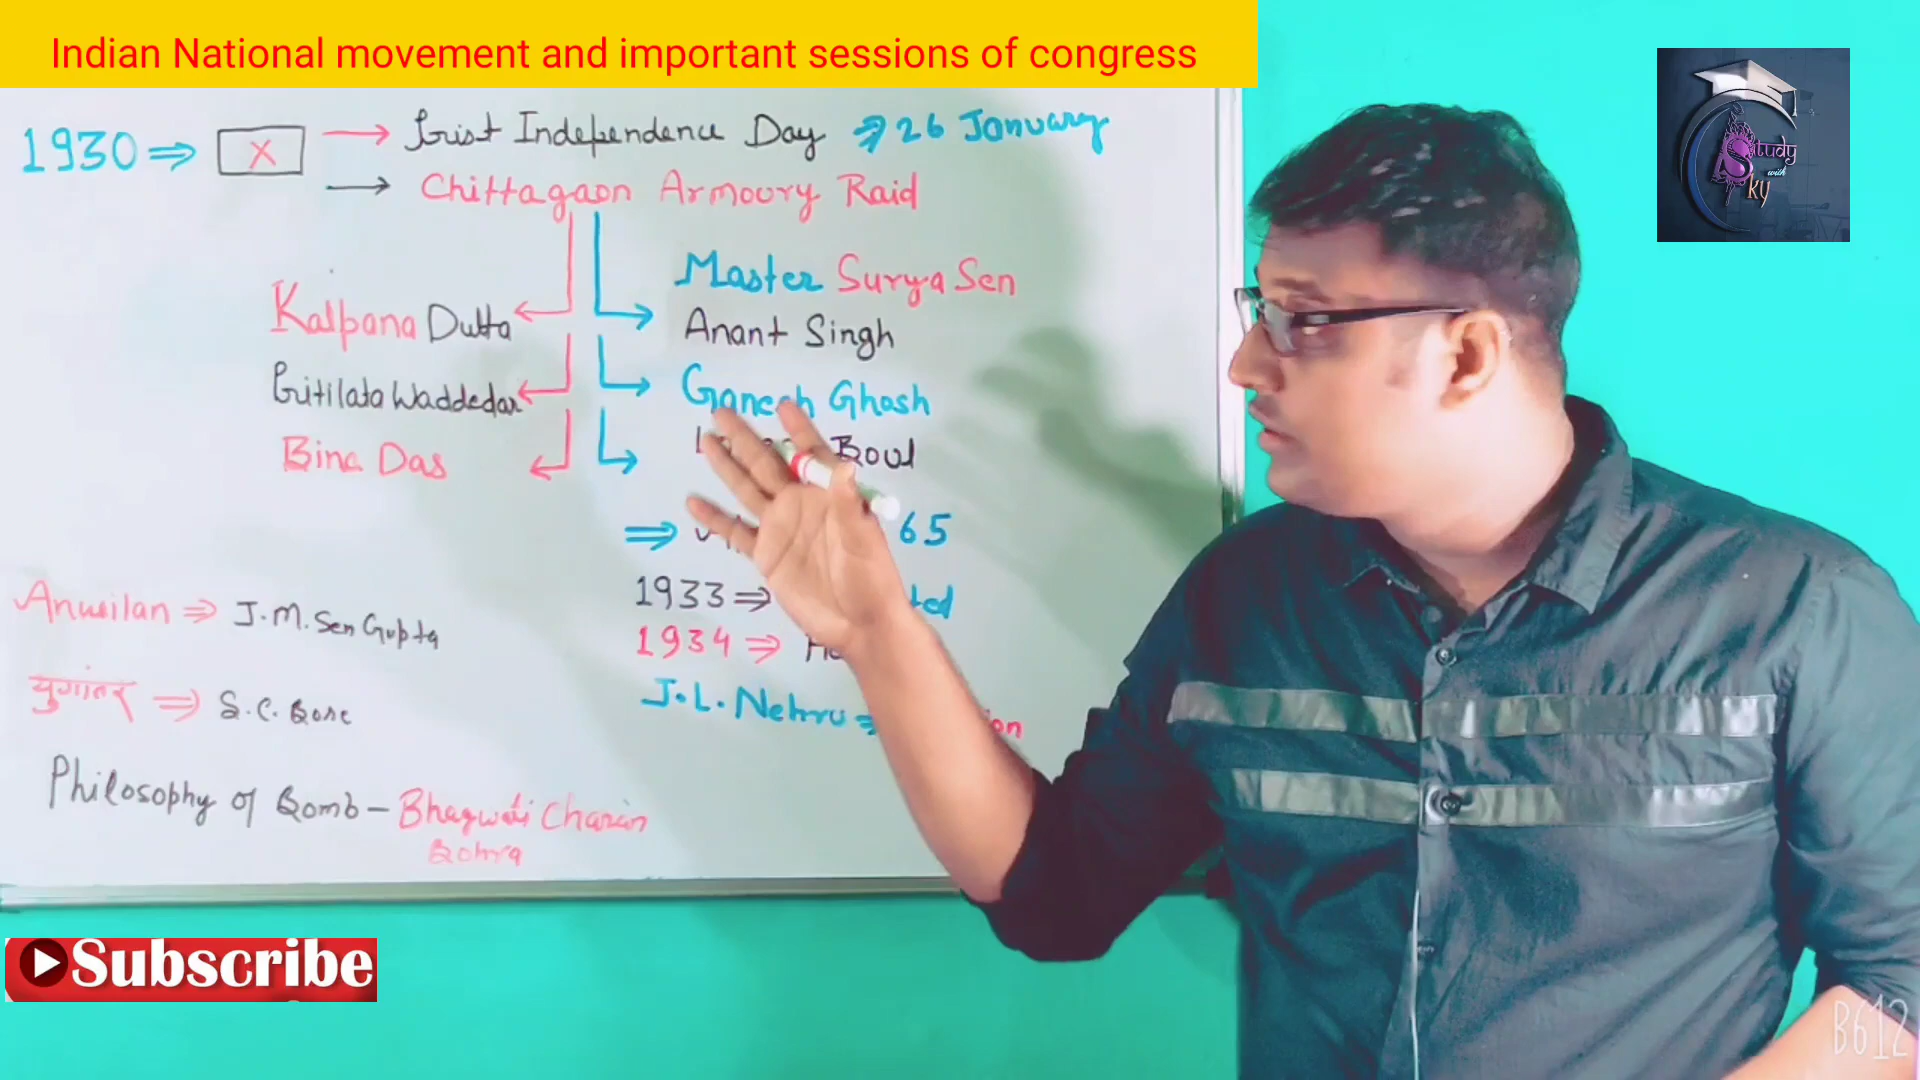 Indian National movement and important sessions of congress
1930 ⇒ X → First Independence Day ⇒ 26 January
→ Chittagaon Armoury Raid
Master Surya Sen
Kalpana Dutta Anant Singh
Pritilata Waddedar Ganesh Ghosh
Bina Das Boul
⇒ 65
Anusilan ⇒ J.M. Sen Gupta
1933 ⇒ ted
1934 ⇒
युगांतर ⇒ S.C. Bose
J.L. Nehru ⇒ on
Philosophy of Bomb - Bhagwati Charan
Bohra
Study
with
Sky
Subscribe
B612